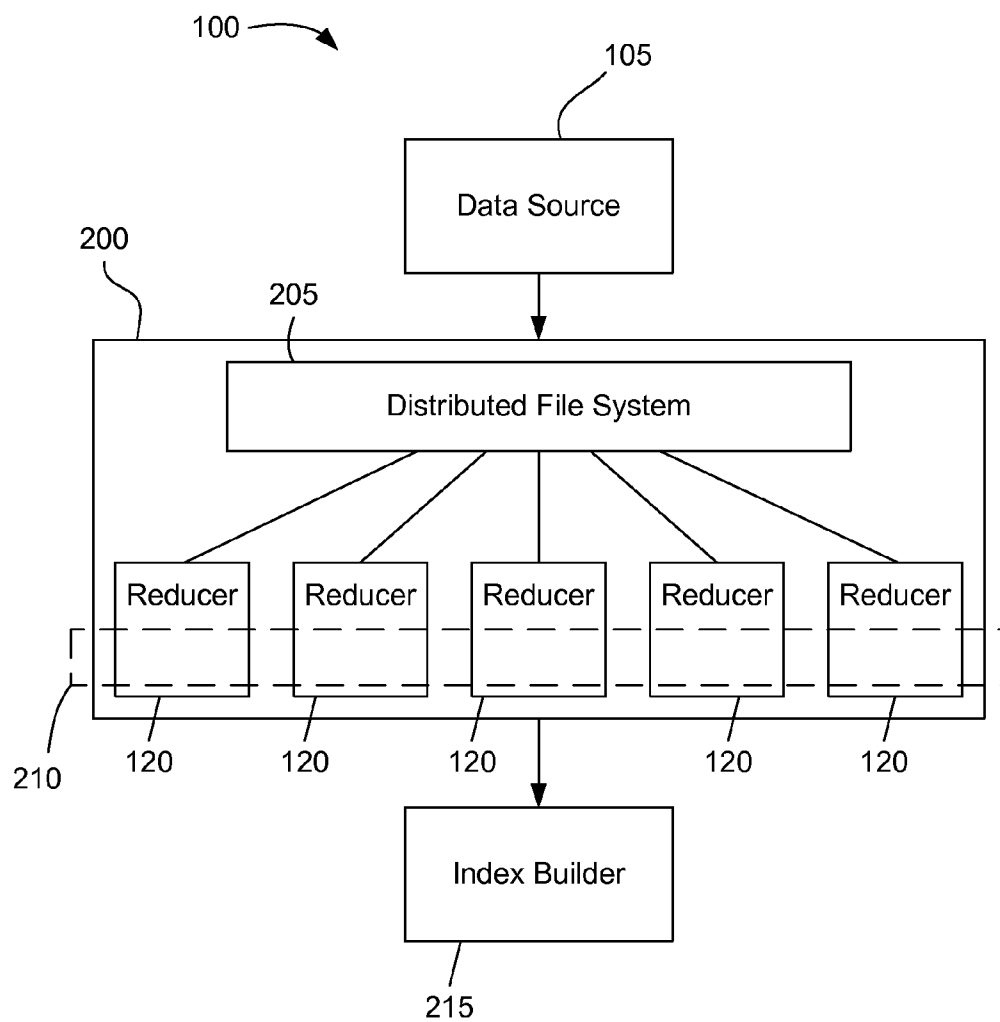 100
105
Data Source
200
205
Distributed File System
Reducer Reducer Reducer Reducer Reducer
210 120 120 120 120 120
Index Builder
215